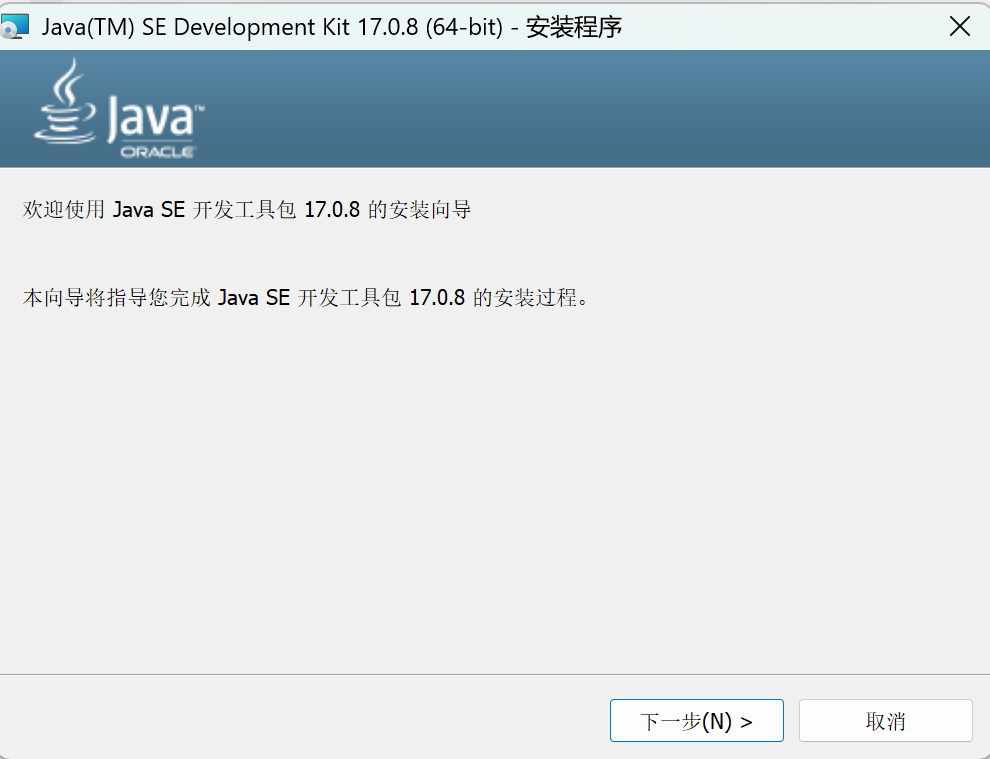 Java(TM) SE Development Kit 17.0.8 (64-bit) - 安装程序
Java™
ORACLE
欢迎使用 Java SE 开发工具包 17.0.8 的安装向导
本向导将指导您完成 Java SE 开发工具包 17.0.8 的安装过程。
下一步(N) >
取消